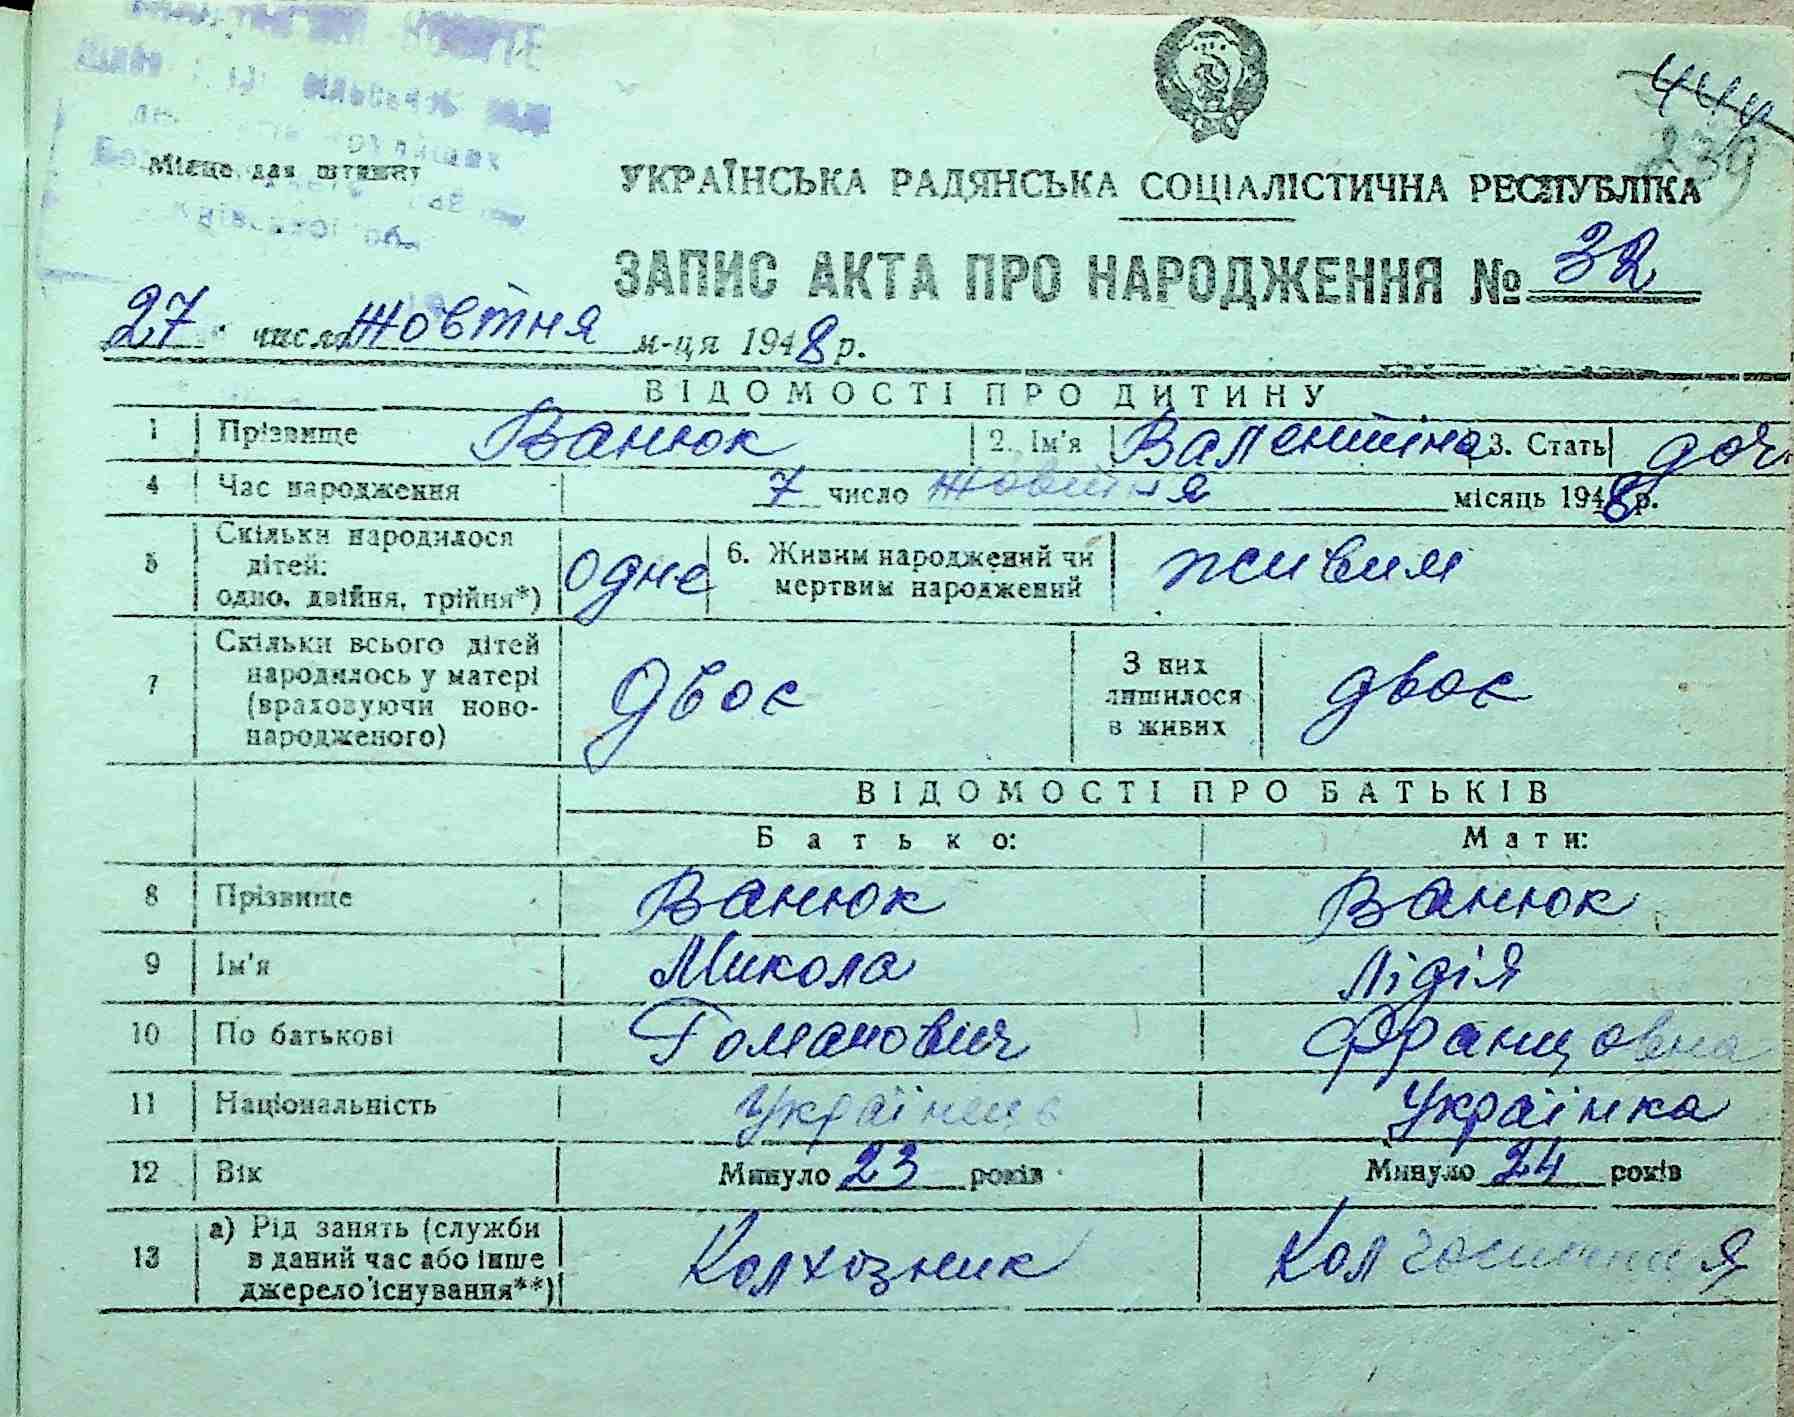 444
239
Місце для штампу
УКРАЇНСЬКА РАДЯНСЬКА СОЦІАЛІСТИЧНА РЕСПУБЛІКА
ЗАПИС АКТА ПРО НАРОДЖЕННЯ № 32
27 числа жовтня м-ця 1948 р.
ВІДОМОСТІ ПРО ДИТИНУ
1 Прізвище Ванюк 2. Ім'я Валентіна 3. Стать доч.
4 Час народження 7 число жовтня місяць 1948 р.
5 Скільки народилося
дітей:
одно, двійня, трійня*) одне 6. Живим народжений чи
мертвим народжений живим
7 Скільки всього дітей
народилось у матері
(враховуючи ново-
народженого) двоє З них
лишилося
в живих двоє
ВІДОМОСТІ ПРО БАТЬКІВ
Батько: Мати:
8 Прізвище Ванюк Ванюк
9 Ім'я Микола Лідія
10 По батькові Романович Францовна
11 Національність Українець Українка
12 Вік Минуло 23 років Минуло 24 років
13 а) Рід занять (служби
в даний час або інше
джерело існування**) Колхозник